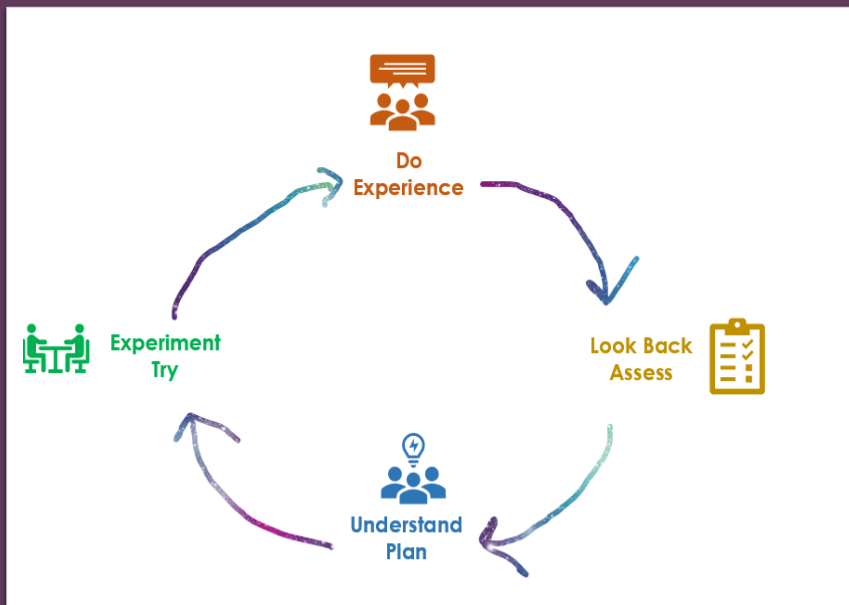 Do
Experience
Look Back
Assess
Understand
Plan
Experiment
Try